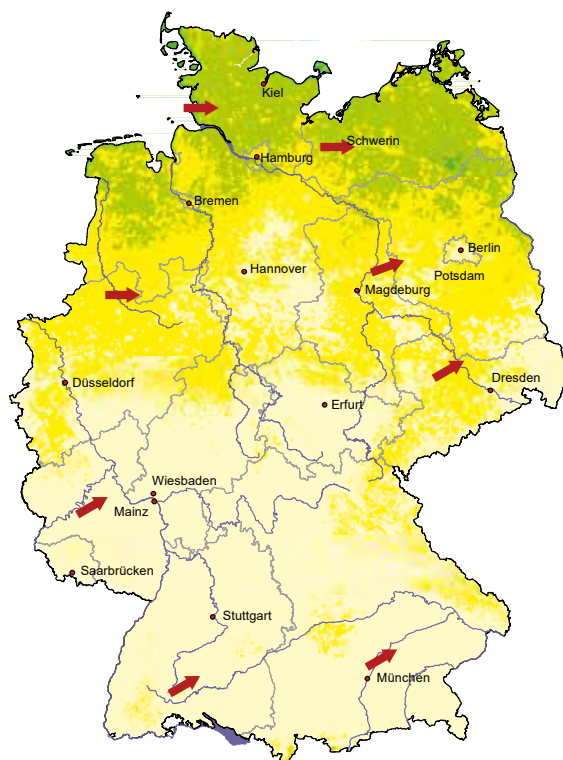 Kiel
Schwerin
Hamburg
Bremen
Berlin
Hannover
Potsdam
Magdeburg
Düsseldorf
Dresden
Erfurt
Wiesbaden
Mainz
Saarbrücken
Stuttgart
München